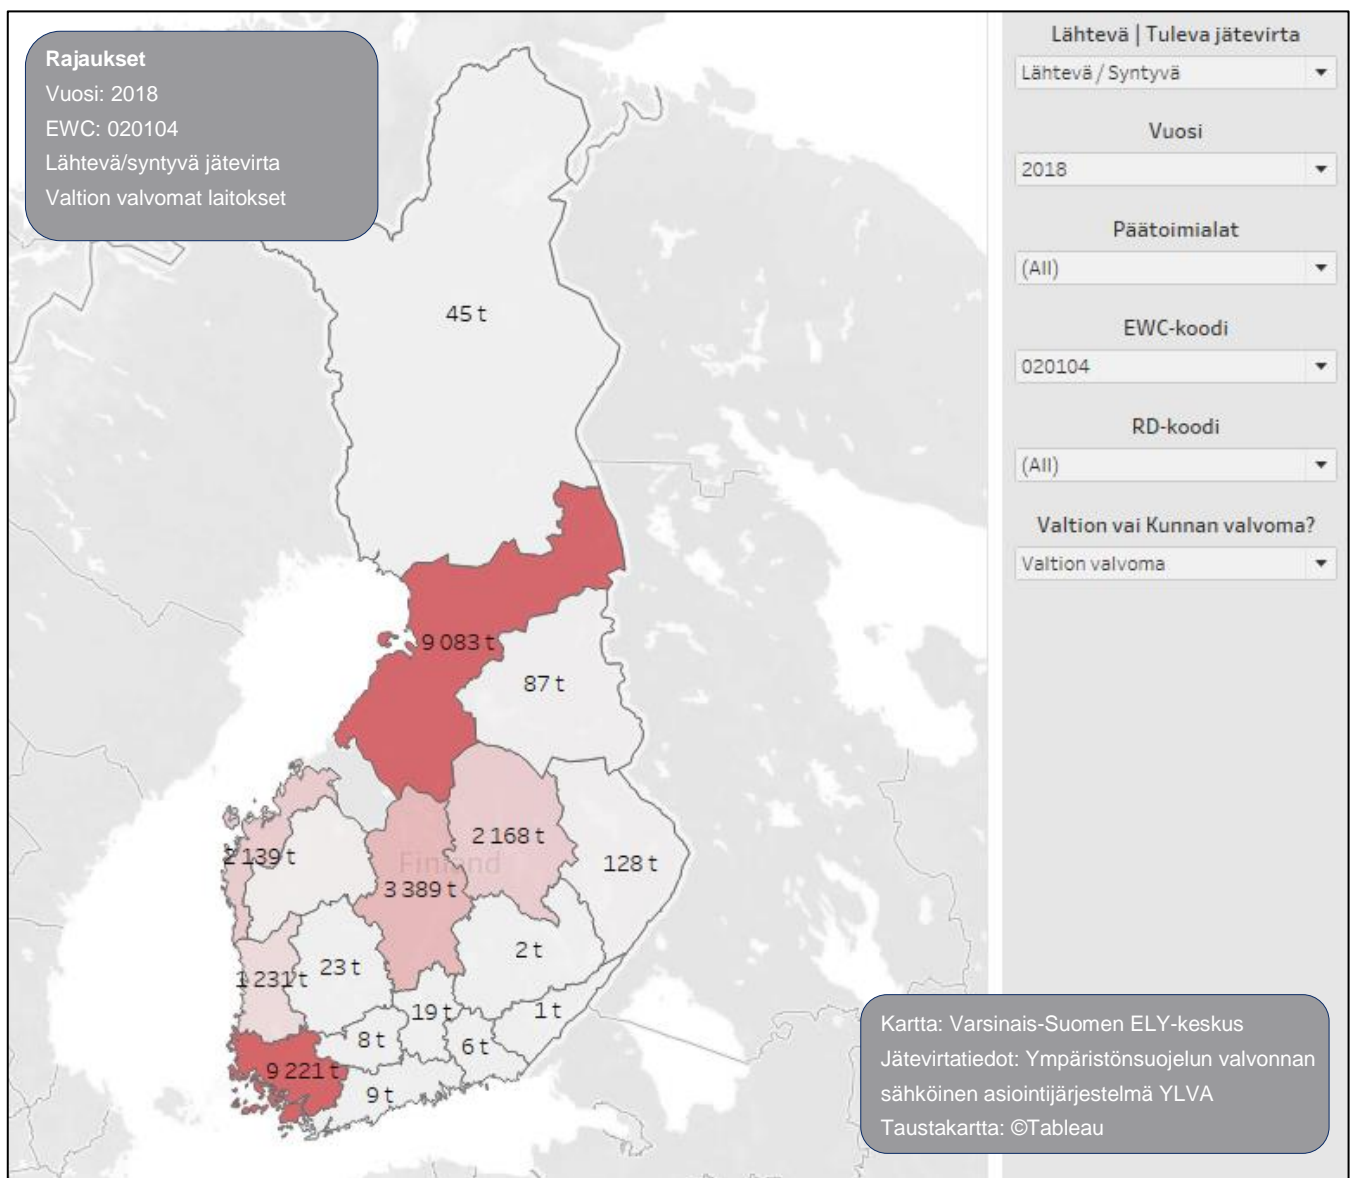 Rajaukset
Vuosi: 2018
EWC: 020104
Lähtevä/syntyvä jätevirta
Valtion valvomat laitokset
45 t
9 083 t
87 t
2 168 t
2 139 t
Finland
128 t
3 389 t
2 t
23 t
1 231 t
1 t
19 t
8 t
6 t
9 221 t
9 t
Lähtevä | Tuleva jätevirta
Lähtevä / Syntyvä
Vuosi
2018
Päätoimialat
(All)
EWC-koodi
020104
RD-koodi
(All)
Valtion vai Kunnan valvoma?
Valtion valvoma
Kartta: Varsinais-Suomen ELY-keskus
Jätevirtatiedot: Ympäristönsuojelun valvonnan
sähköinen asiointijärjestelmä YLVA
Taustakartta: ©Tableau